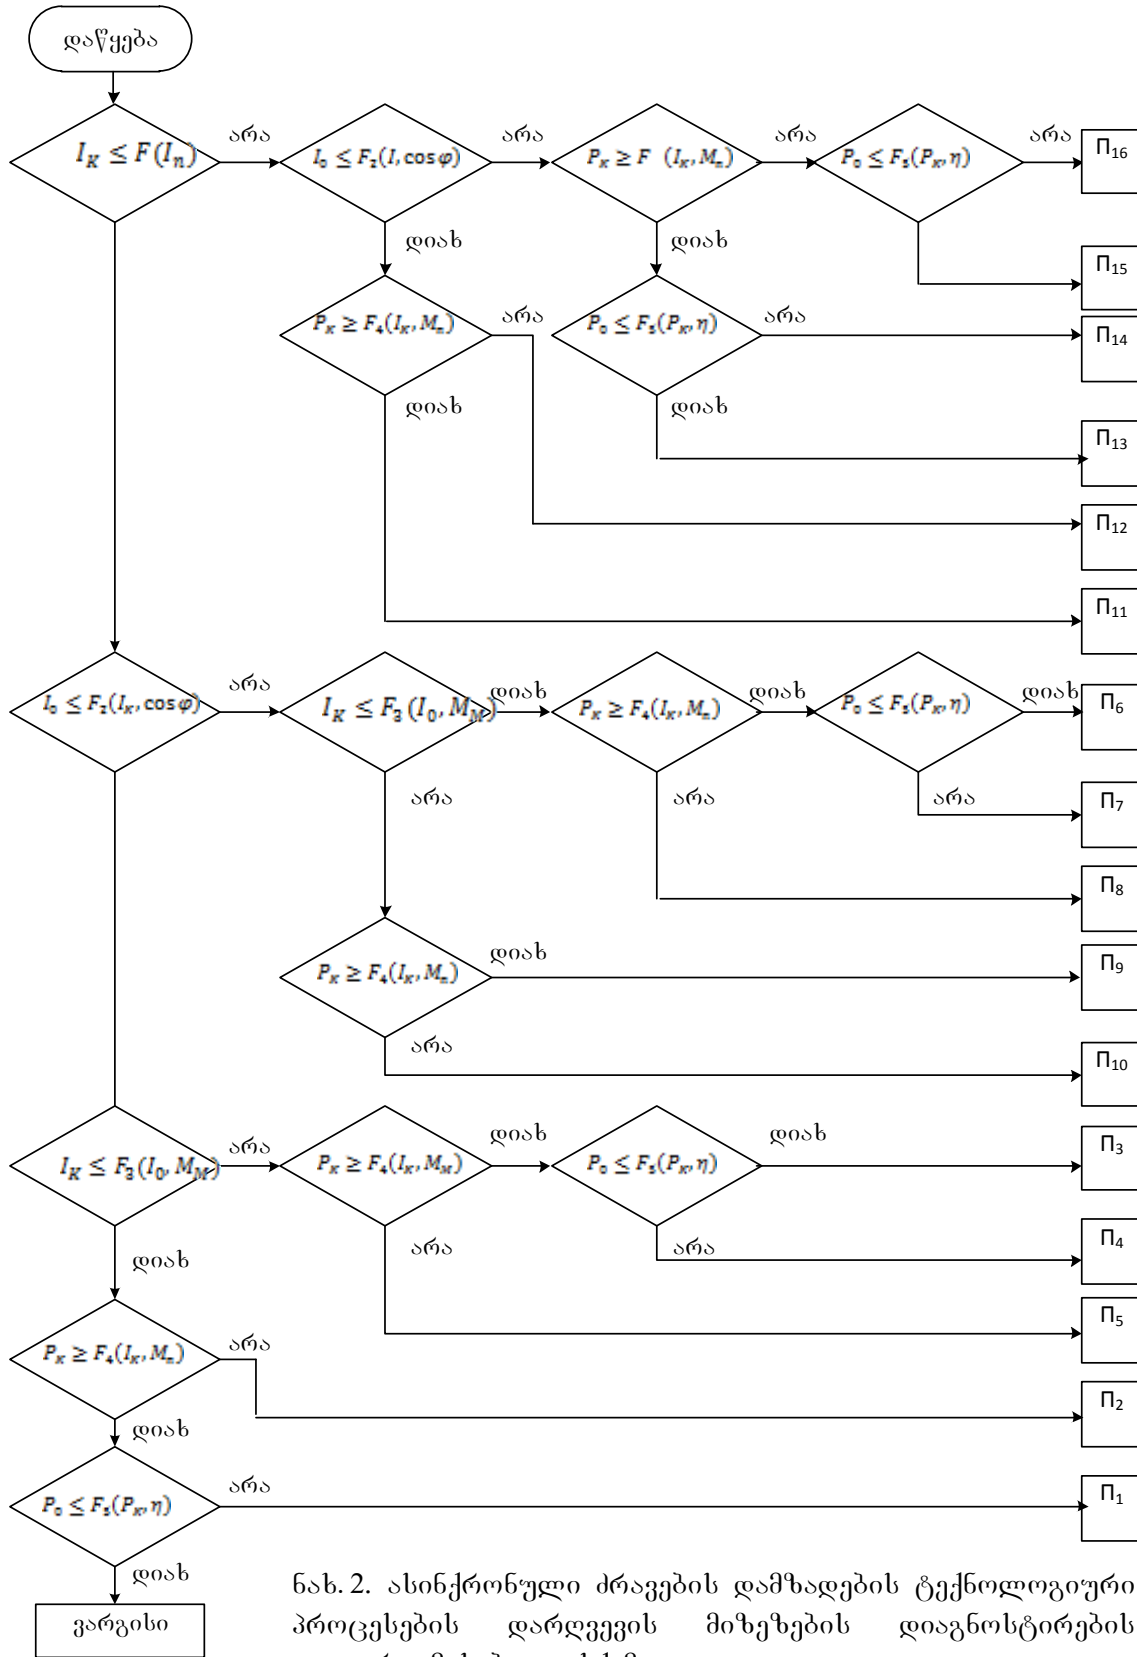 დაწყება
I_K ≤ F(I_n)
არა
I_0 ≤ F_2(I, cos φ)
არა
P_K ≥ F (I_K, M_n)
არა
P_0 ≤ F_5(P_K, η)
არა
П16
დიახ
დიახ
П15
P_K ≥ F_4(I_K, M_n)
არა
P_0 ≤ F_5(P_K, η)
არა
П14
დიახ
დიახ
П13
П12
П11
I_0 ≤ F_2(I_K, cos φ)
არა
I_K ≤ F_3(I_0, M_M)
დიახ
P_K ≥ F_4(I_K, M_n)
დიახ
P_0 ≤ F_5(P_K, η)
დიახ
П6
არა
არა
არა
П7
П8
P_K ≥ F_4(I_K, M_n)
დიახ
П9
არა
П10
I_K ≤ F_3(I_0, M_M)
არა
P_K ≥ F_4(I_K, M_M)
დიახ
P_0 ≤ F_5(P_K, η)
დიახ
П3
დიახ
არა
არა
П4
П5
P_K ≥ F_4(I_K, M_n)
არა
П2
დიახ
P_0 ≤ F_5(P_K, η)
არა
П1
დიახ
ვარგისი
ნახ. 2. ასინქრონული ძრავების დამზადების ტექნოლოგიური
პროცესების დარღვევის მიზეზების დიაგნოსტირების